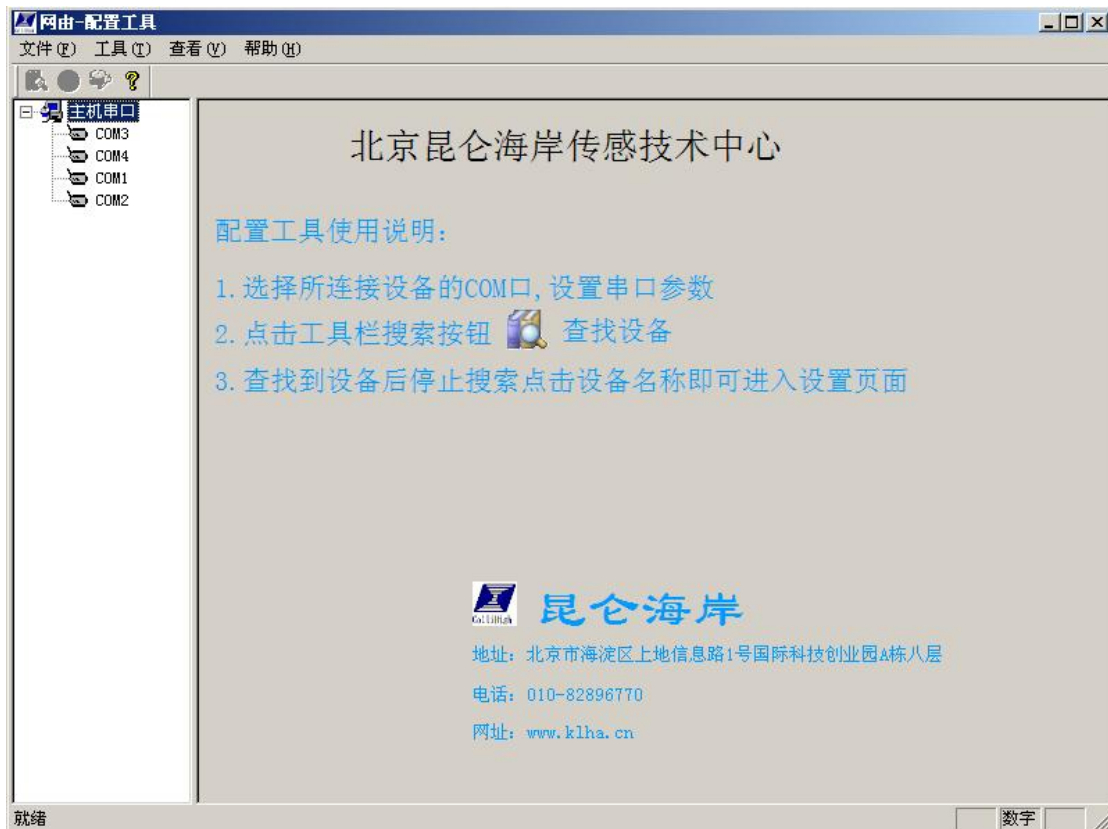 网由-配置工具
文件(F) 工具(T) 查看(V) 帮助(H)
主机串口
COM3
COM4
COM1
COM2
北京昆仑海岸传感技术中心
配置工具使用说明:
1.选择所连接设备的COM口,设置串口参数
2.点击工具栏搜索按钮 查找设备
3.查找到设备后停止搜索点击设备名称即可进入设置页面
ColliHigh
昆仑海岸
地址: 北京市海淀区上地信息路1号国际科技创业园A栋八层
电话: 010-82896770
网址: www.klha.cn
就绪
数字